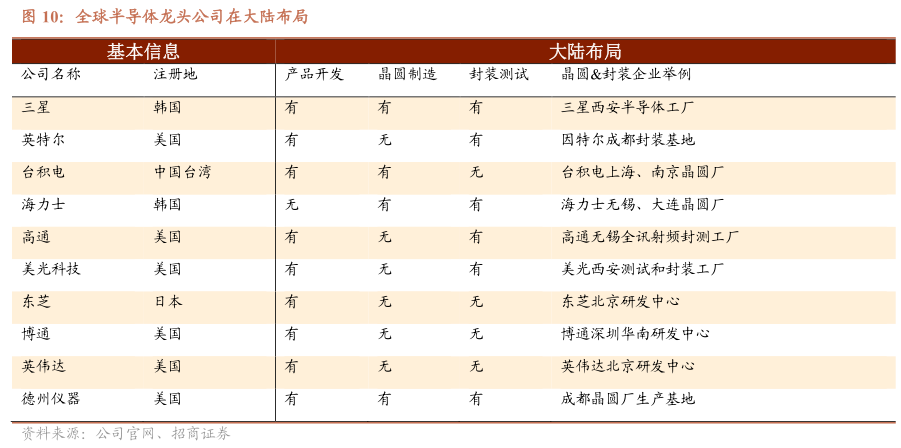 图 10：全球半导体龙头公司在大陆布局
基本信息 大陆布局
公司名称 注册地 产品开发 晶圆制造 封装测试 晶圆&封装企业举例
三星 韩国 有 有 有 三星西安半导体工厂
英特尔 美国 有 无 有 因特尔成都封装基地
台积电 中国台湾 有 有 无 台积电上海、南京晶圆厂
海力士 韩国 无 有 有 海力士无锡、大连晶圆厂
高通 美国 有 无 有 高通无锡全讯射频封测工厂
美光科技 美国 有 无 有 美光西安测试和封装工厂
东芝 日本 有 无 无 东芝北京研发中心
博通 美国 有 无 无 博通深圳华南研发中心
英伟达 美国 有 无 无 英伟达北京研发中心
德州仪器 美国 有 有 有 成都晶圆厂生产基地
资料来源：公司官网、招商证券